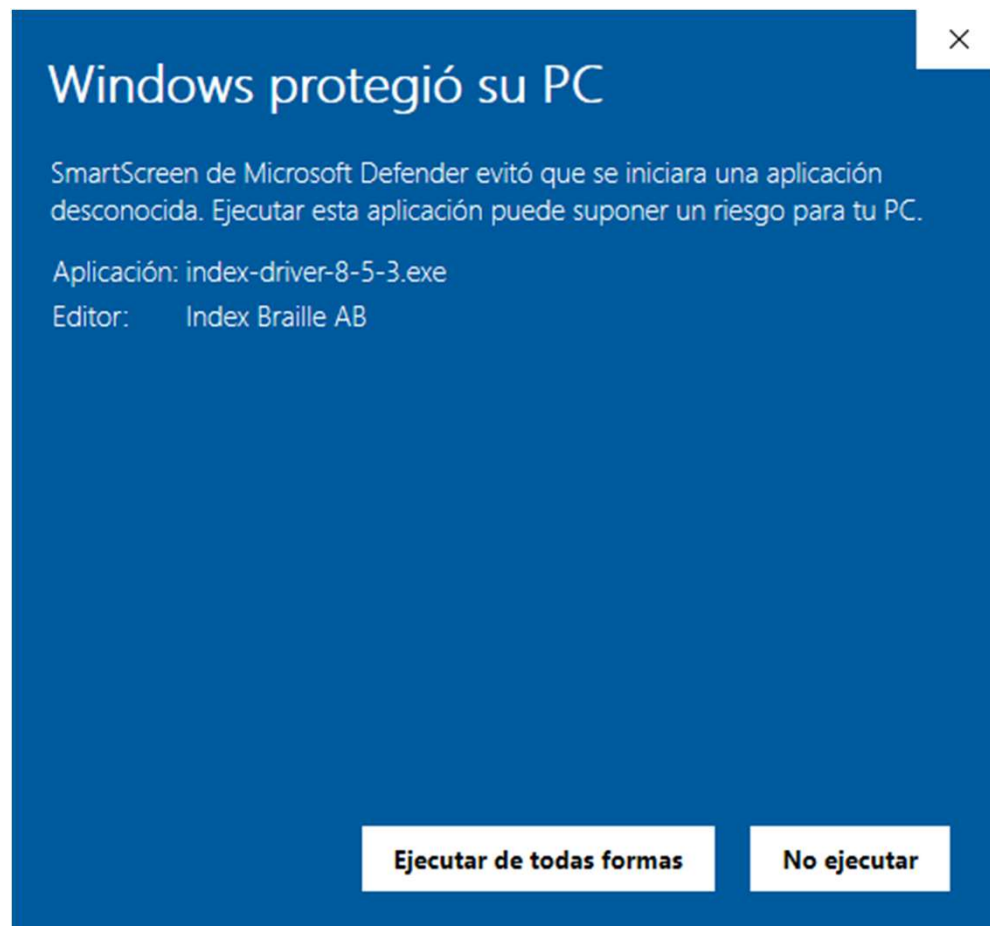 Windows protegió su PC
SmartScreen de Microsoft Defender evitó que se iniciara una aplicación
desconocida. Ejecutar esta aplicación puede suponer un riesgo para tu PC.
Aplicación: index-driver-8-5-3.exe
Editor: Index Braille AB
Ejecutar de todas formas No ejecutar